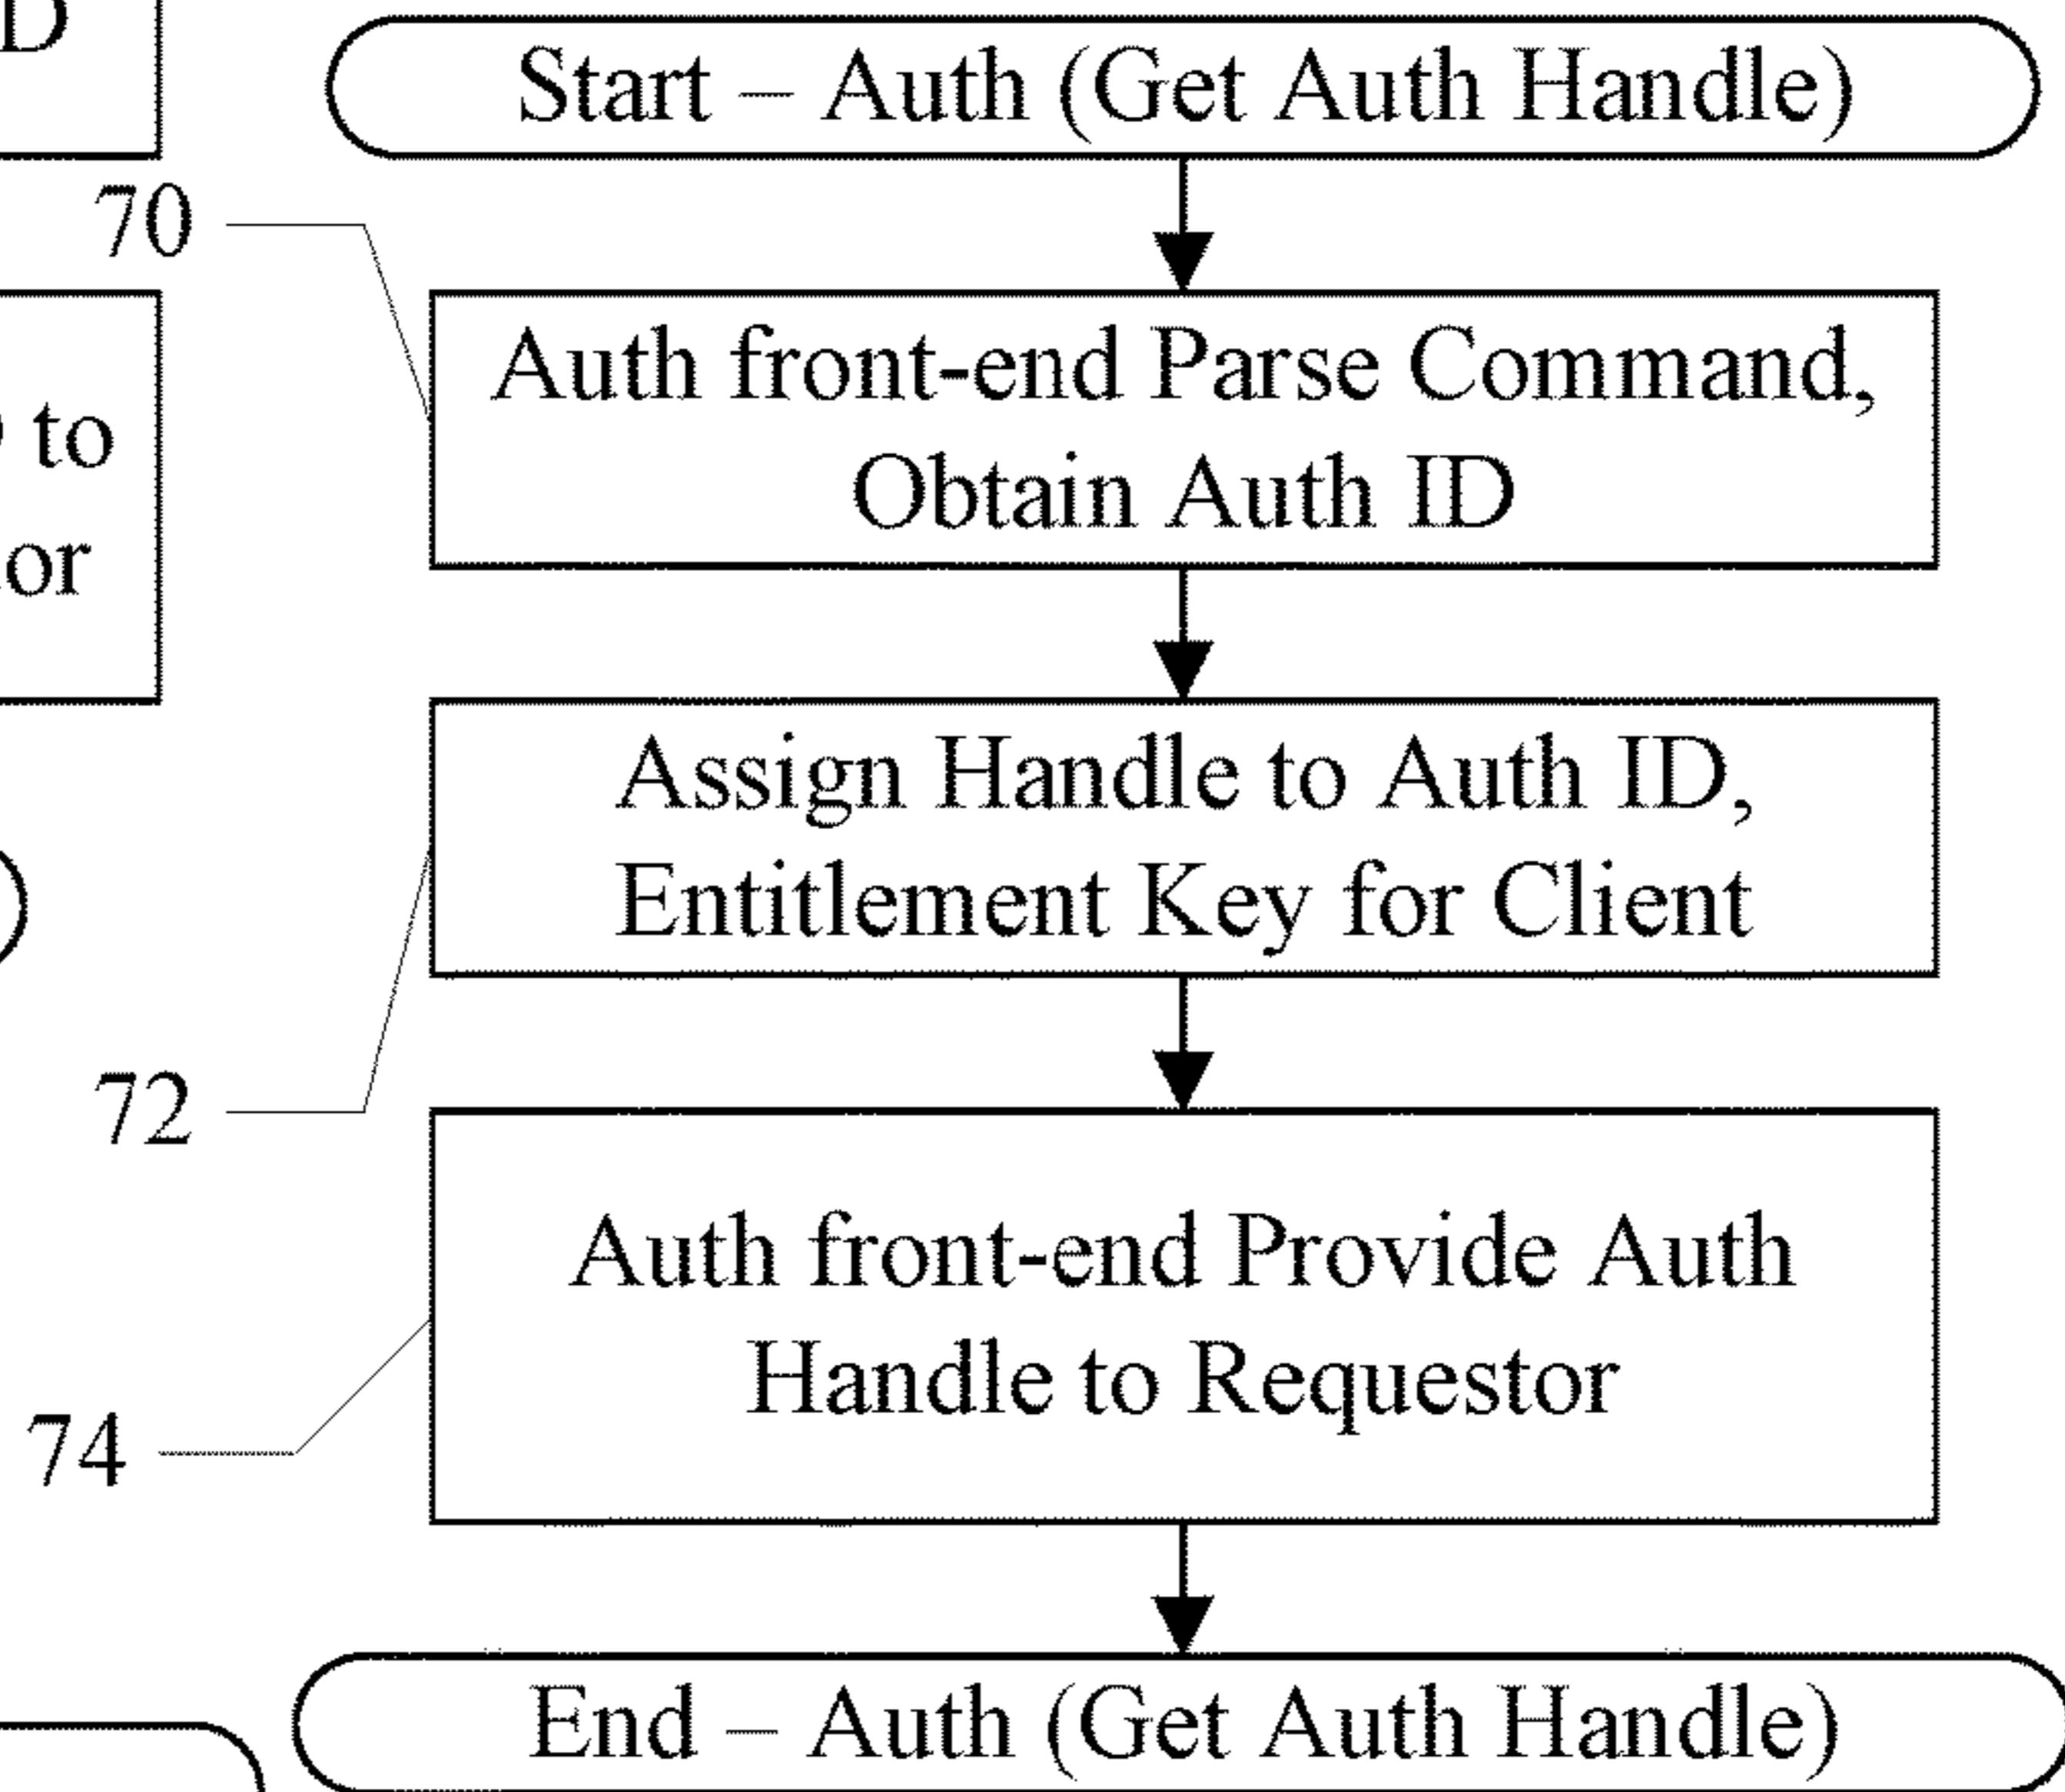 D
to
or
Start – Auth (Get Auth Handle)
70
Auth front-end Parse Command,
Obtain Auth ID
Assign Handle to Auth ID,
Entitlement Key for Client
72
Auth front-end Provide Auth
Handle to Requestor
74
End – Auth (Get Auth Handle)